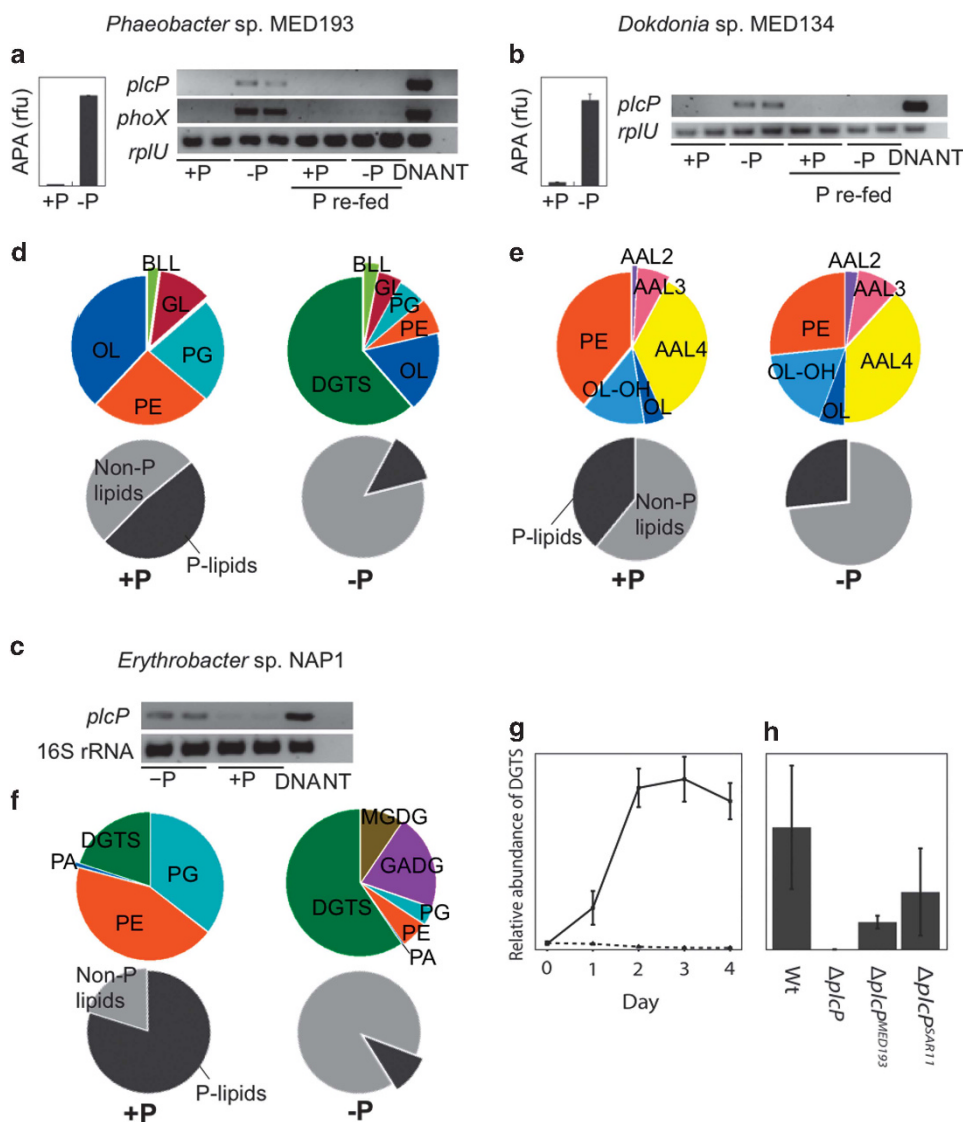 Phaeobacter sp. MED193
Dokdonia sp. MED134
a
APA (rfu)
+P
-P
plcP
phoX
rplU
+P
-P
+P
-P
DNA
NT
P re-fed
b
APA (rfu)
+P
-P
plcP
rplU
+P
-P
+P
-P
DNA
NT
P re-fed
d
BLL
GL
PG
PE
OL
BLL
GL
PG
PE
OL
DGTS
Non-P
lipids
P-lipids
+P
-P
e
AAL2
AAL3
AAL4
OL
OL-OH
PE
AAL2
AAL3
AAL4
OL
OL-OH
PE
P-lipids
Non-P
lipids
+P
-P
c
Erythrobacter sp. NAP1
plcP
16S rRNA
−P
+P
DNA
NT
f
DGTS
PA
PE
PG
MGDG
GADG
DGTS
PG
PE
PA
Non-P
lipids
P-lipids
+P
-P
g
Relative abundance of DGTS
0
1
2
3
4
Day
h
Wt
ΔplcP
ΔplcP^MED193
ΔplcP^SAR11